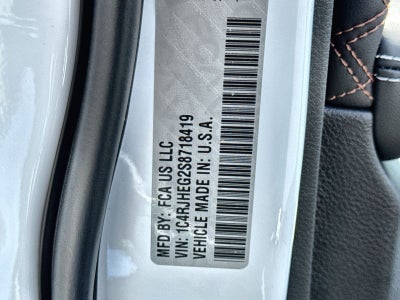 MFD BY: FCA US LLC
VIN: 1C4RJHEG2S8718419
VEHICLE MADE IN: U.S.A.